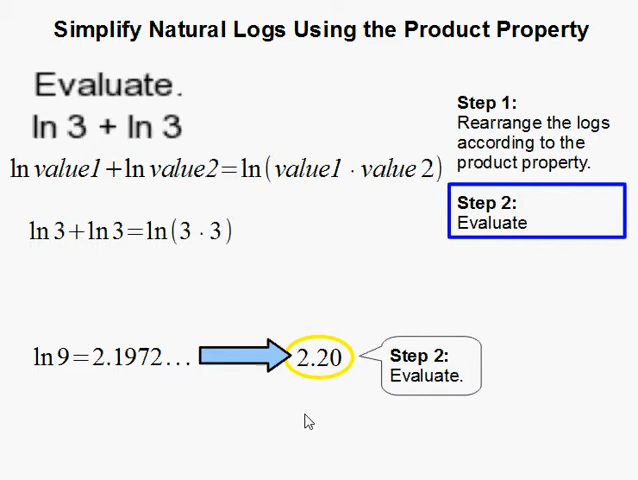 Simplify Natural Logs Using the Product Property
Evaluate.
ln 3 + ln 3
ln value1+ln value2=ln(value1 · value 2)
ln 3+ln 3=ln(3 · 3)
ln 9=2.1972...
2.20
Step 2:
Evaluate.
Step 1:
Rearrange the logs
according to the
product property.
Step 2:
Evaluate